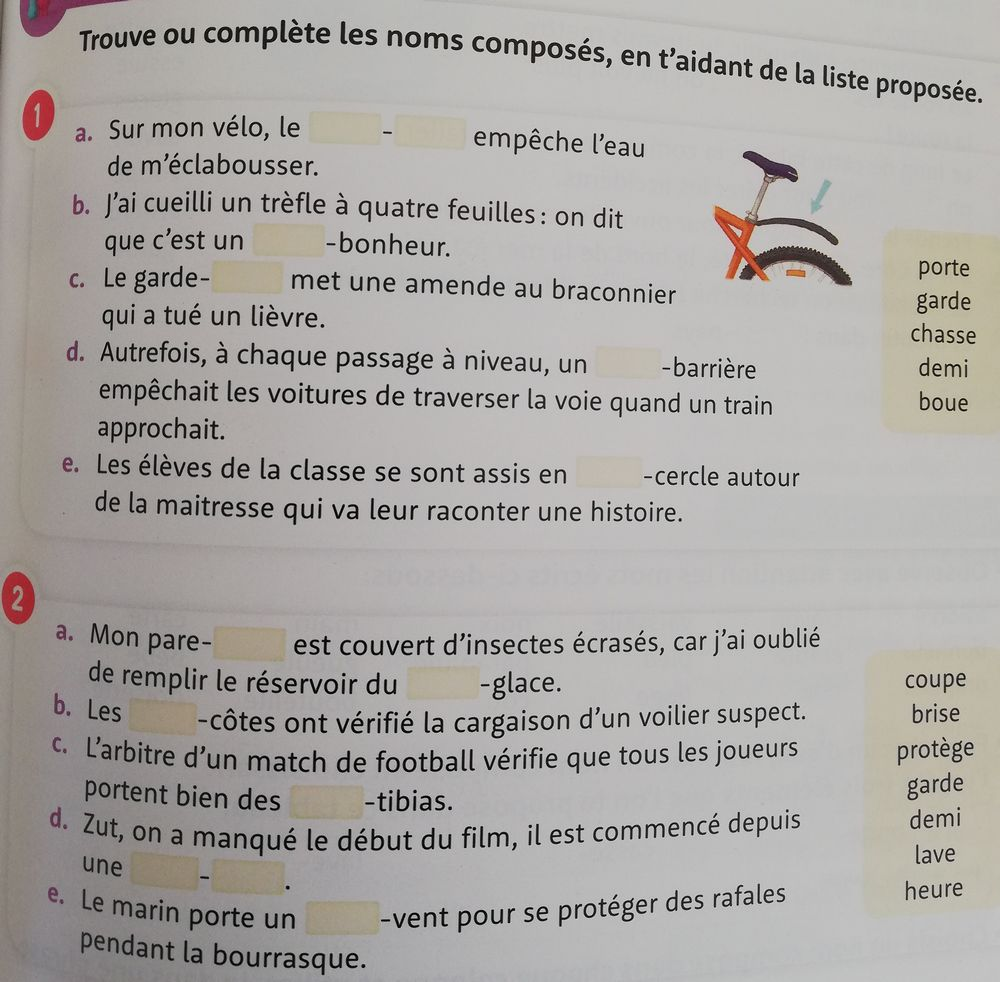 Trouve ou complète les noms composés, en t'aidant de la liste proposée.
1
a. Sur mon vélo, le - empêche l'eau
de m'éclabousser.
b. J'ai cueilli un trèfle à quatre feuilles : on dit
que c'est un -bonheur.
c. Le garde- met une amende au braconnier
qui a tué un lièvre.
d. Autrefois, à chaque passage à niveau, un -barrière
empêchait les voitures de traverser la voie quand un train
approchait.
e. Les élèves de la classe se sont assis en -cercle autour
de la maitresse qui va leur raconter une histoire.
porte
garde
chasse
demi
boue
2
a. Mon pare- est couvert d'insectes écrasés, car j'ai oublié
de remplir le réservoir du -glace.
b. Les -côtes ont vérifié la cargaison d'un voilier suspect.
c. L'arbitre d'un match de football vérifie que tous les joueurs
portent bien des -tibias.
d. Zut, on a manqué le début du film, il est commencé depuis
une - .
e. Le marin porte un -vent pour se protéger des rafales
pendant la bourrasque.
coupe
brise
protège
garde
demi
lave
heure